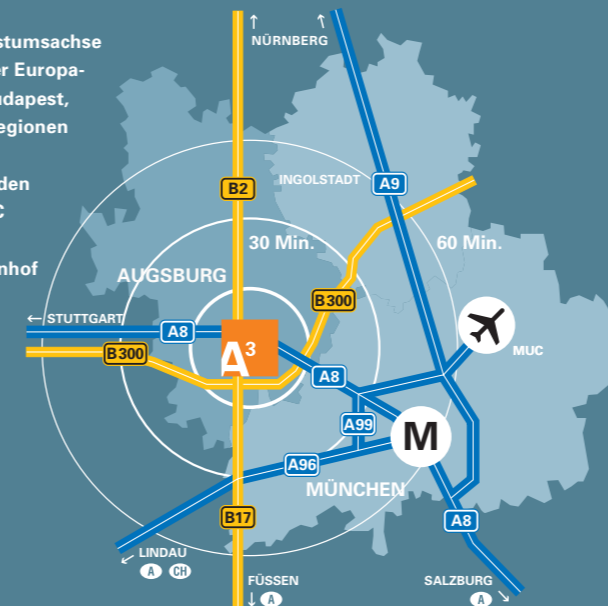 stumsachse
er Europa-
udapest,
egionen
den
C
nhof
↑ ↑
NÜRNBERG
INGOLSTADT
A9
B2
30 Min.
60 Min.
AUGSBURG
B300
← STUTTGART
A8
B300
A³
A8
MUC
A99
M
A96
MÜNCHEN
B17
A8
LINDAU
A CH
FÜSSEN
↓ A
SALZBURG
A ↘